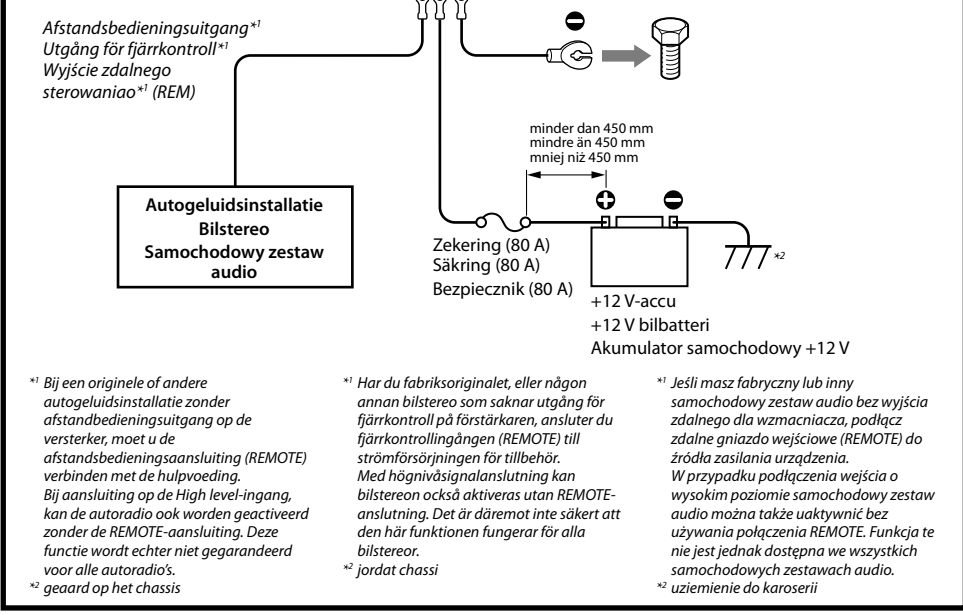 Afstandsbedieningsuitgang*1
Utgång för fjärrkontroll*1
Wyjście zdalnego
sterowaniao*1 (REM)
minder dan 450 mm
mindre än 450 mm
mniej niż 450 mm
Autogeluidsinstallatie
Bilstereo
Samochodowy zestaw
audio
Zekering (80 A)
Säkring (80 A)
Bezpiecznik (80 A)
*2
+12 V-accu
+12 V bilbatteri
Akumulator samochodowy +12 V
*1 Bij een originele of andere
autogeluidsinstallatie zonder
afstandbedieningsuitgang op de
versterker, moet u de
afstandsbedieningsaansluiting (REMOTE)
verbinden met de hulpvoeding.
Bij aansluiting op de High level-ingang,
kan de autoradio ook worden geactiveerd
zonder de REMOTE-aansluiting. Deze
functie wordt echter niet gegarandeerd
voor alle autoradio's.
*2 geaard op het chassis
*1 Har du fabriksoriginalet, eller någon
annan bilstereo som saknar utgång för
fjärrkontroll på förstärkaren, ansluter du
fjärrkontrollingången (REMOTE) till
strömförsörjningen för tillbehör.
Med högnivåsignalanslutning kan
bilstereon också aktiveras utan REMOTE-
anslutning. Det är däremot inte säkert att
den här funktionen fungerar för alla
bilstereor.
*2 jordat chassi
*1 Jeśli masz fabryczny lub inny
samochodowy zestaw audio bez wyjścia
zdalnego dla wzmacniacza, podłącz
zdalne gniazdo wejściowe (REMOTE) do
źródła zasilania urządzenia.
W przypadku podłączenia wejścia o
wysokim poziomie samochodowy zestaw
audio można także uaktywnić bez
używania połączenia REMOTE. Funkcja te
nie jest jednak dostępna we wszystkich
samochodowych zestawach audio.
*2 uziemienie do karoserii